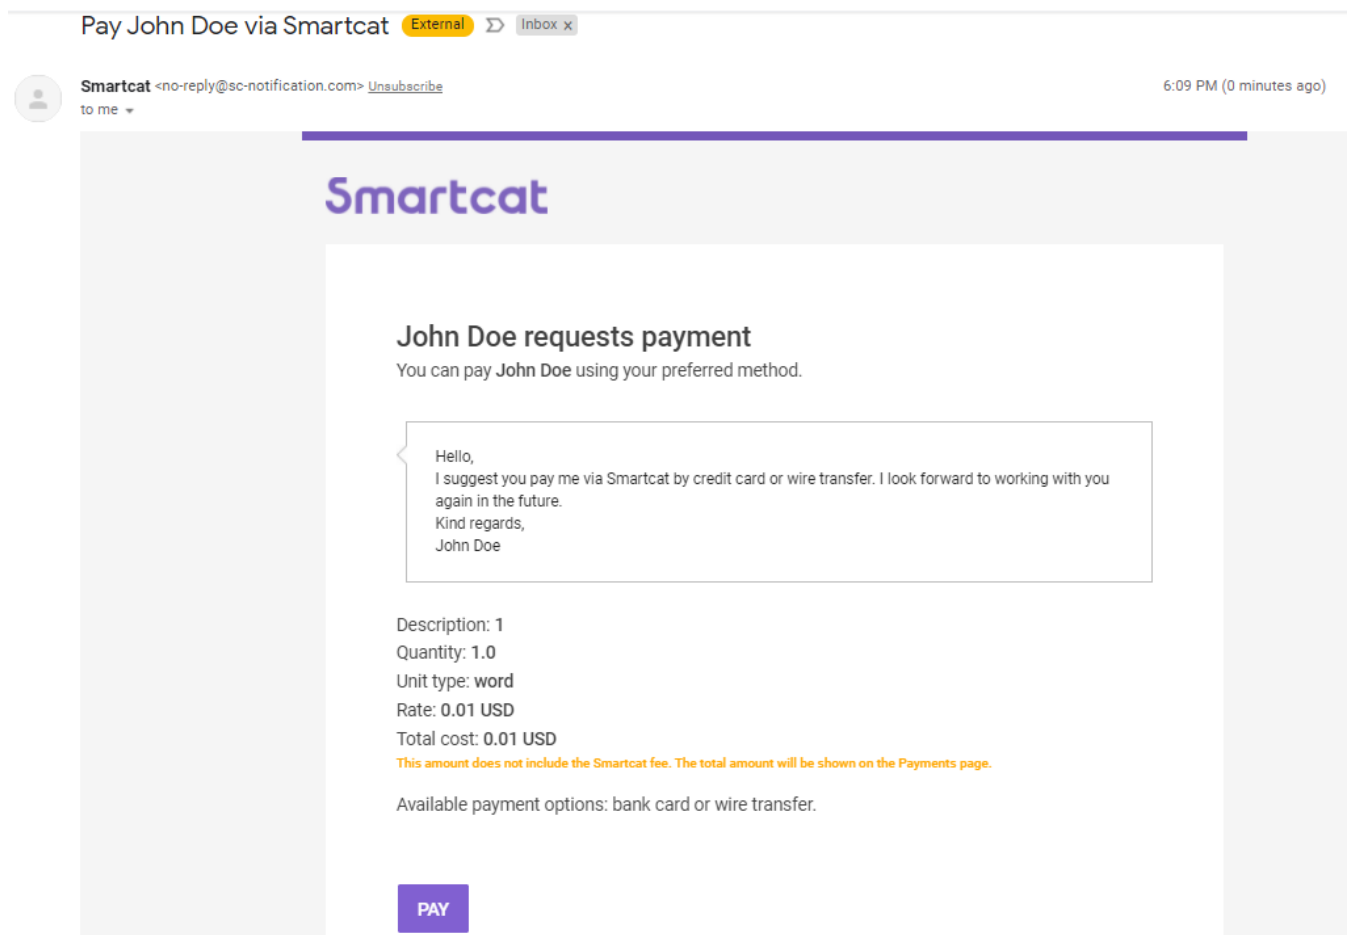 Pay John Doe via Smartcat External Inbox x
Smartcat <no-reply@sc-notification.com> Unsubscribe 6:09 PM (0 minutes ago)
to me
Smartcat
John Doe requests payment
You can pay John Doe using your preferred method.
Hello,
I suggest you pay me via Smartcat by credit card or wire transfer. I look forward to working with you
again in the future.
Kind regards,
John Doe
Description: 1
Quantity: 1.0
Unit type: word
Rate: 0.01 USD
Total cost: 0.01 USD
This amount does not include the Smartcat fee. The total amount will be shown on the Payments page.
Available payment options: bank card or wire transfer.
PAY